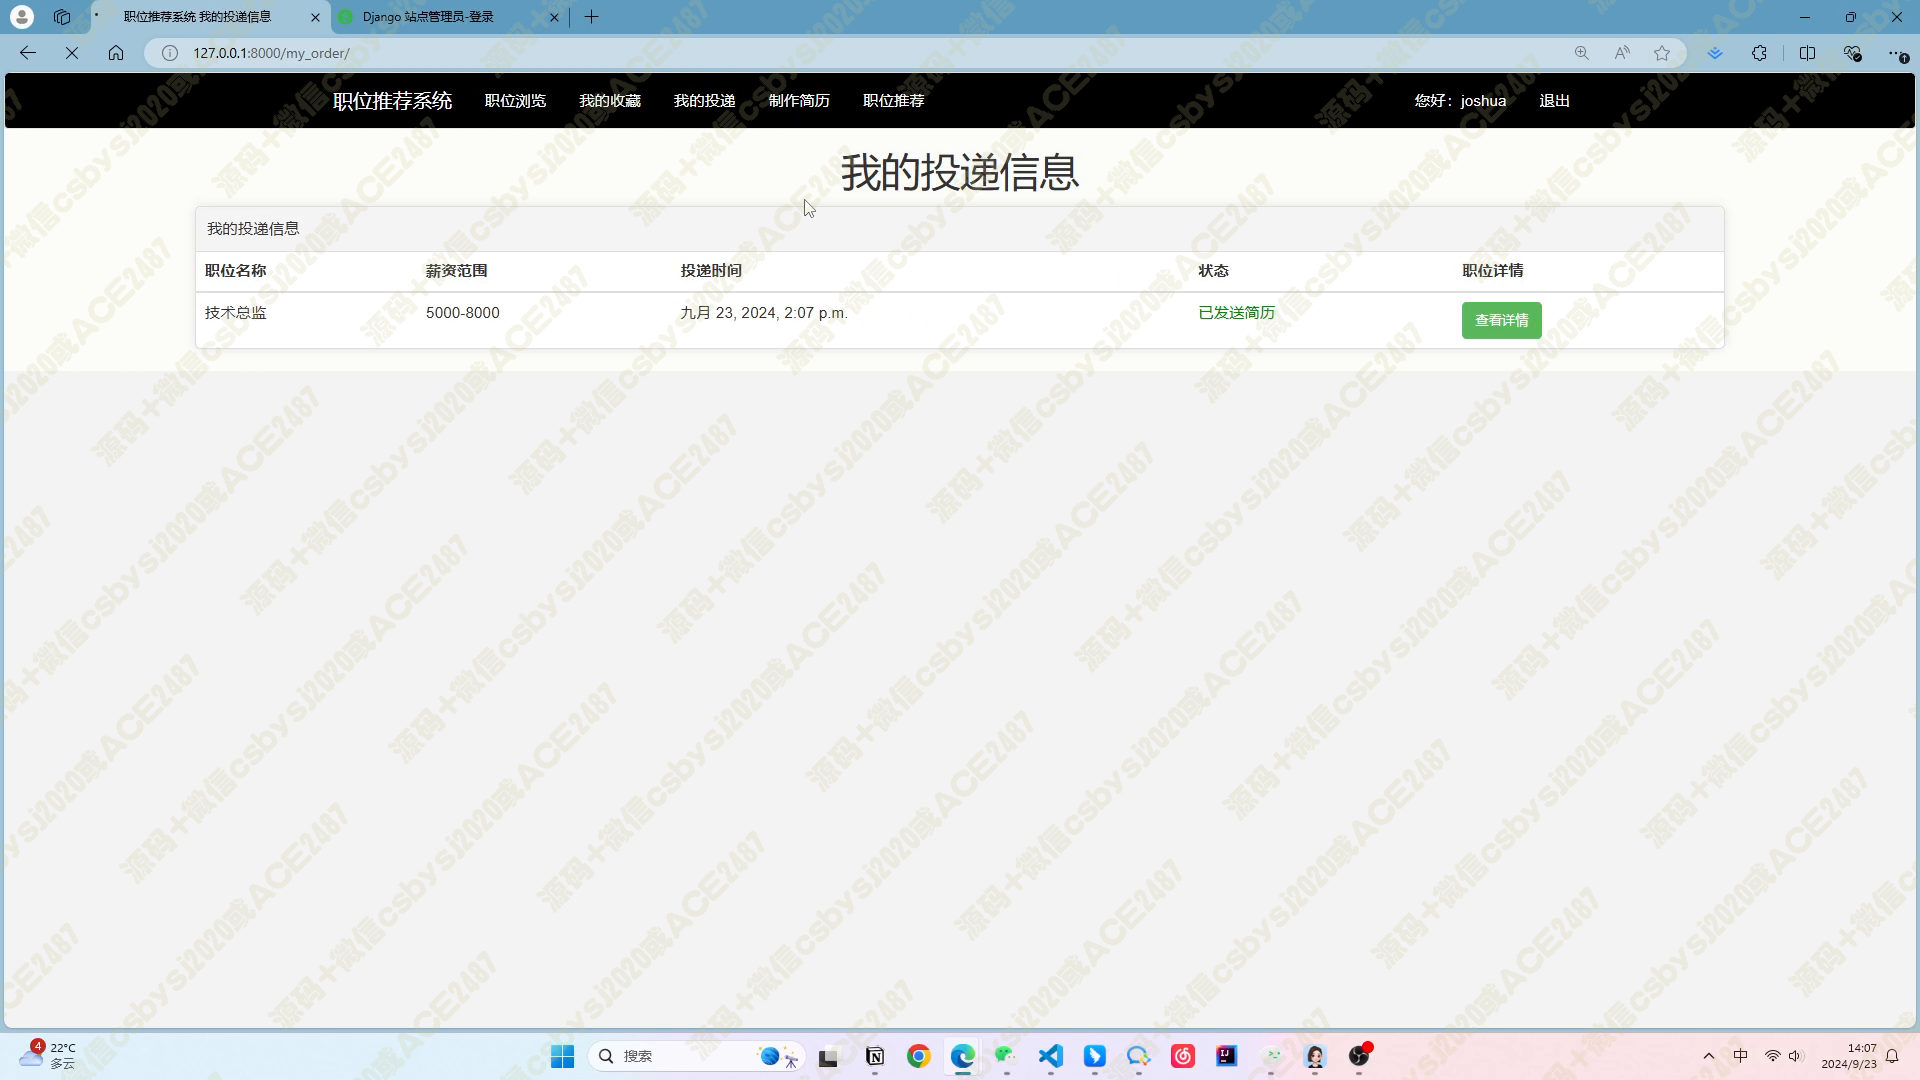 职位推荐系统 我的投递信息
Django 站点管理员-登录
127.0.0.1:8000/my_order/
职位推荐系统 职位浏览 我的收藏 我的投递 制作简历 职位推荐 您好：joshua 退出
我的投递信息
我的投递信息
职位名称 薪资范围 投递时间 状态 职位详情
技术总监 5000-8000 九月 23, 2024, 2:07 p.m. 已发送简历 查看详情
源码+微信csbysj2020或ACE2487
4
22°C
多云
搜索
中
14:07
2024/9/23